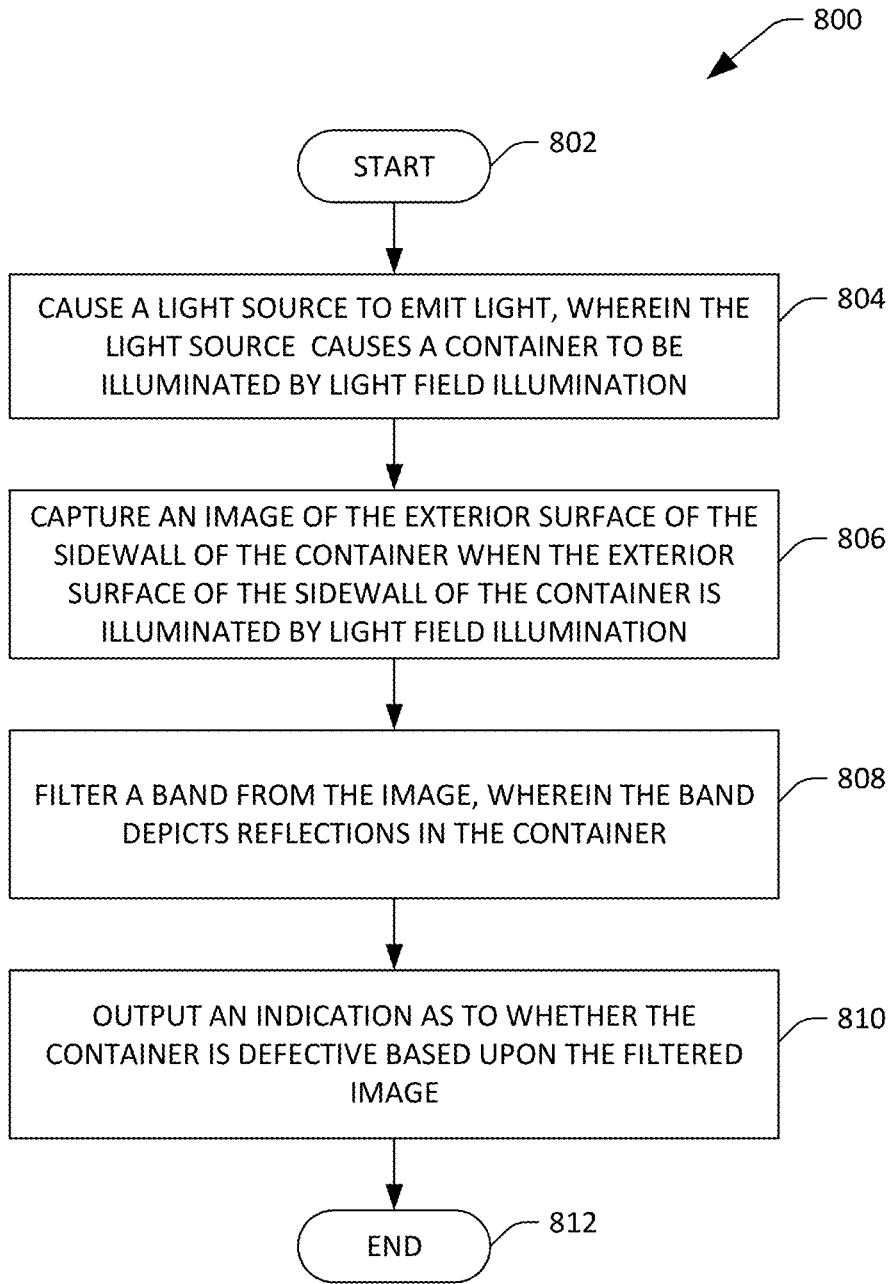 800
START
802
CAUSE A LIGHT SOURCE TO EMIT LIGHT, WHEREIN THE
LIGHT SOURCE CAUSES A CONTAINER TO BE
ILLUMINATED BY LIGHT FIELD ILLUMINATION
804
CAPTURE AN IMAGE OF THE EXTERIOR SURFACE OF THE
SIDEWALL OF THE CONTAINER WHEN THE EXTERIOR
SURFACE OF THE SIDEWALL OF THE CONTAINER IS
ILLUMINATED BY LIGHT FIELD ILLUMINATION
806
FILTER A BAND FROM THE IMAGE, WHEREIN THE BAND
DEPICTS REFLECTIONS IN THE CONTAINER
808
OUTPUT AN INDICATION AS TO WHETHER THE
CONTAINER IS DEFECTIVE BASED UPON THE FILTERED
IMAGE
810
END
812